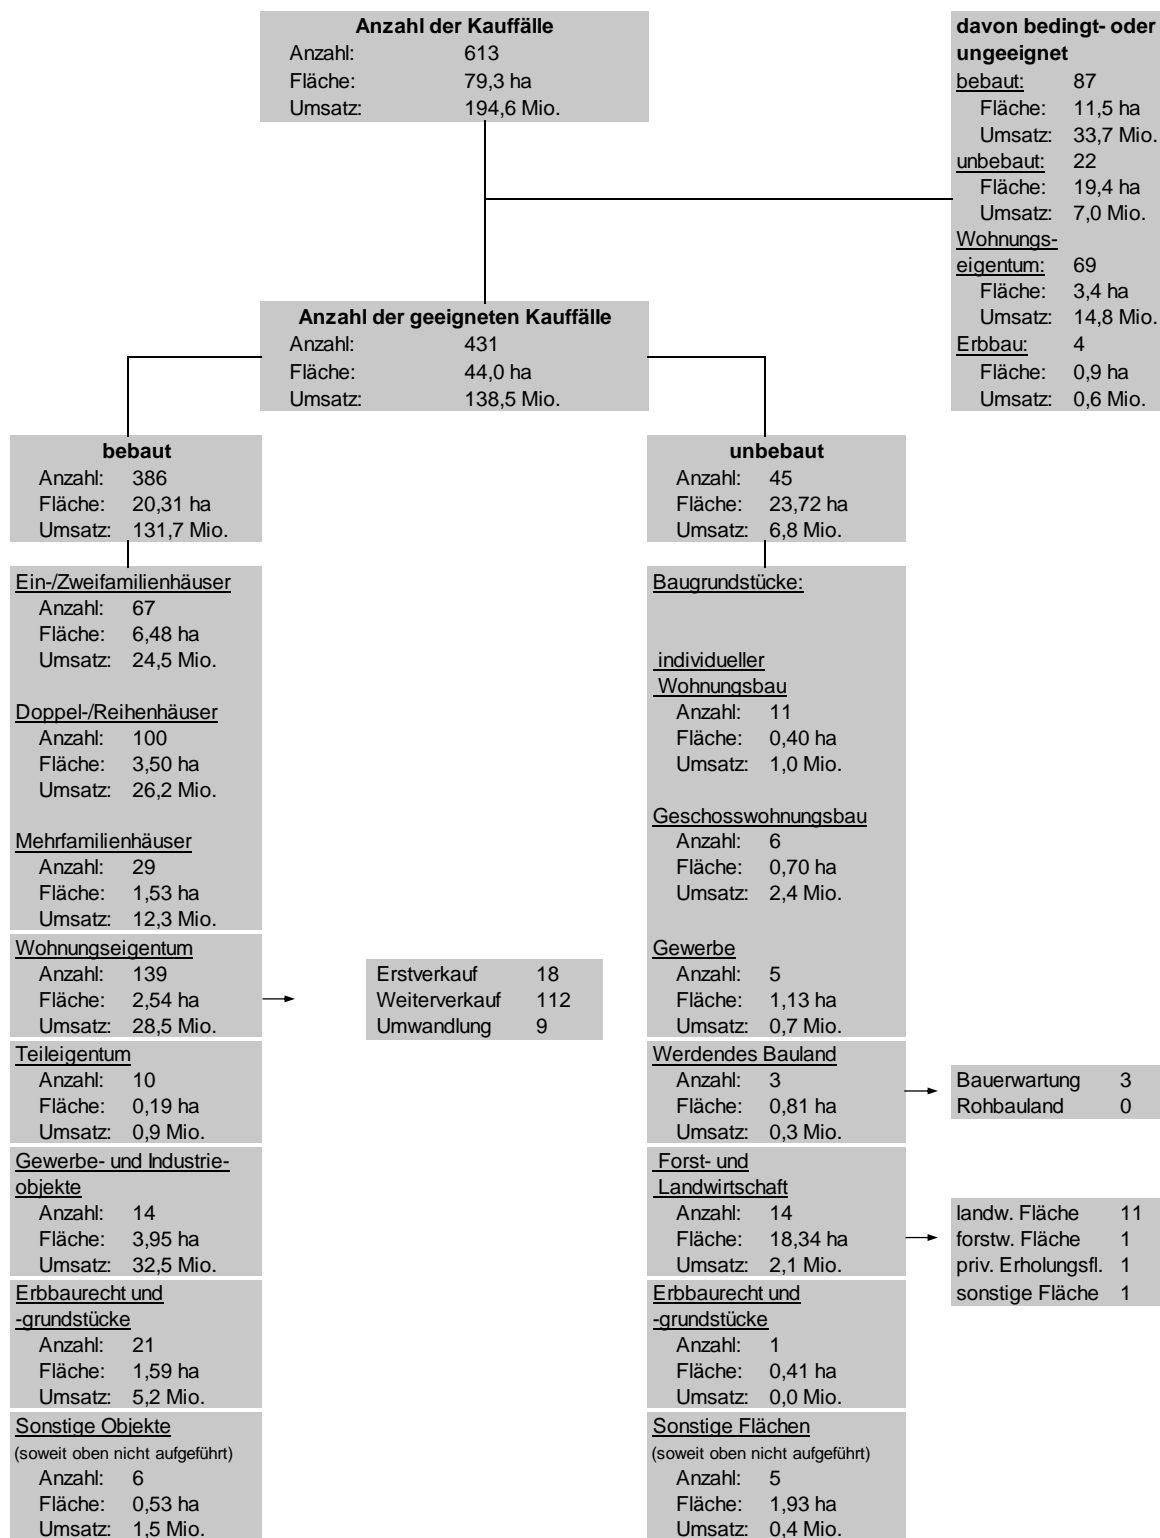 Anzahl der Kauffälle
Anzahl: 613
Fläche: 79,3 ha
Umsatz: 194,6 Mio.
davon bedingt- oder
ungeeignet
bebaut: 87
Fläche: 11,5 ha
Umsatz: 33,7 Mio.
unbebaut: 22
Fläche: 19,4 ha
Umsatz: 7,0 Mio.
Wohnungs-
eigentum: 69
Fläche: 3,4 ha
Umsatz: 14,8 Mio.
Erbbau: 4
Fläche: 0,9 ha
Umsatz: 0,6 Mio.
Anzahl der geeigneten Kauffälle
Anzahl: 431
Fläche: 44,0 ha
Umsatz: 138,5 Mio.
bebaut
Anzahl: 386
Fläche: 20,31 ha
Umsatz: 131,7 Mio.
Ein-/Zweifamilienhäuser
Anzahl: 67
Fläche: 6,48 ha
Umsatz: 24,5 Mio.
Doppel-/Reihenhäuser
Anzahl: 100
Fläche: 3,50 ha
Umsatz: 26,2 Mio.
Mehrfamilienhäuser
Anzahl: 29
Fläche: 1,53 ha
Umsatz: 12,3 Mio.
Wohnungseigentum
Anzahl: 139
Fläche: 2,54 ha
Umsatz: 28,5 Mio.
Erstverkauf 18
Weiterverkauf 112
Umwandlung 9
Teileigentum
Anzahl: 10
Fläche: 0,19 ha
Umsatz: 0,9 Mio.
Gewerbe- und Industrie-
objekte
Anzahl: 14
Fläche: 3,95 ha
Umsatz: 32,5 Mio.
Erbbaurecht und
-grundstücke
Anzahl: 21
Fläche: 1,59 ha
Umsatz: 5,2 Mio.
Sonstige Objekte
(soweit oben nicht aufgeführt)
Anzahl: 6
Fläche: 0,53 ha
Umsatz: 1,5 Mio.
unbebaut
Anzahl: 45
Fläche: 23,72 ha
Umsatz: 6,8 Mio.
Baugrundstücke:
individueller
Wohnungsbau
Anzahl: 11
Fläche: 0,40 ha
Umsatz: 1,0 Mio.
Geschosswohnungsbau
Anzahl: 6
Fläche: 0,70 ha
Umsatz: 2,4 Mio.
Gewerbe
Anzahl: 5
Fläche: 1,13 ha
Umsatz: 0,7 Mio.
Werdendes Bauland
Anzahl: 3
Fläche: 0,81 ha
Umsatz: 0,3 Mio.
Bauerwartung 3
Rohbauland 0
Forst- und
Landwirtschaft
Anzahl: 14
Fläche: 18,34 ha
Umsatz: 2,1 Mio.
landw. Fläche 11
forstw. Fläche 1
priv. Erholungsfl. 1
sonstige Fläche 1
Erbbaurecht und
-grundstücke
Anzahl: 1
Fläche: 0,41 ha
Umsatz: 0,0 Mio.
Sonstige Flächen
(soweit oben nicht aufgeführt)
Anzahl: 5
Fläche: 1,93 ha
Umsatz: 0,4 Mio.